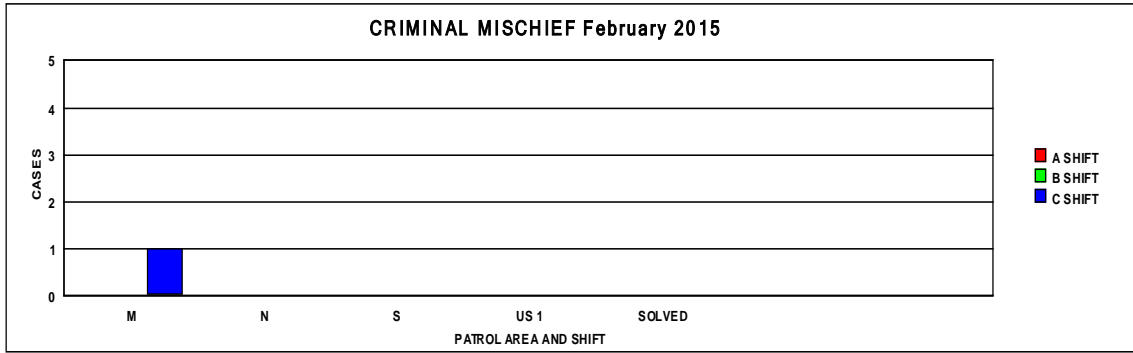 CRIMINAL MISCHIEF February 2015
5
4
3
2
1
0
CASES
M N S US 1 SOLVED
PATROL AREA AND SHIFT
A SHIFT
B SHIFT
C SHIFT